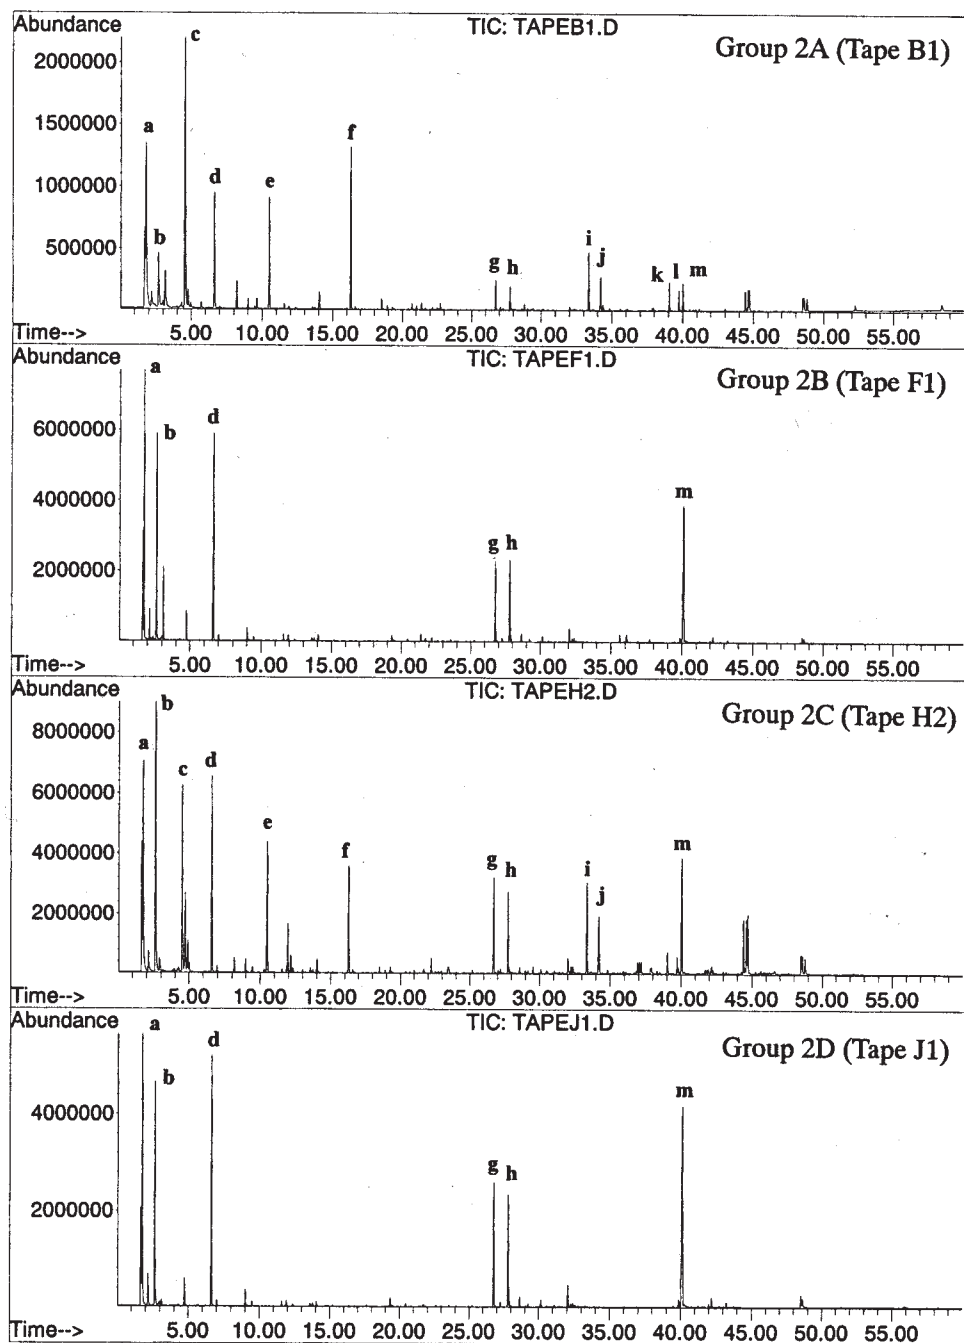 Abundance TIC: TAPEB1.D
Group 2A (Tape B1)
c
2000000
a
1500000
f
1000000
d
e
500000
b
i
g
h
j
k
l
m
Time--> 5.00 10.00 15.00 20.00 25.00 30.00 35.00 40.00 45.00 50.00 55.00
Abundance TIC: TAPEF1.D
a
Group 2B (Tape F1)
6000000
b
d
4000000
m
2000000
g
h
Time--> 5.00 10.00 15.00 20.00 25.00 30.00 35.00 40.00 45.00 50.00 55.00
Abundance TIC: TAPEH2.D
b
Group 2C (Tape H2)
8000000
a
c
d
6000000
e
4000000
f
g
h
i
j
m
2000000
Time--> 5.00 10.00 15.00 20.00 25.00 30.00 35.00 40.00 45.00 50.00 55.00
Abundance TIC: TAPEJ1.D
a
d
Group 2D (Tape J1)
b
4000000
m
g
h
2000000
Time--> 5.00 10.00 15.00 20.00 25.00 30.00 35.00 40.00 45.00 50.00 55.00